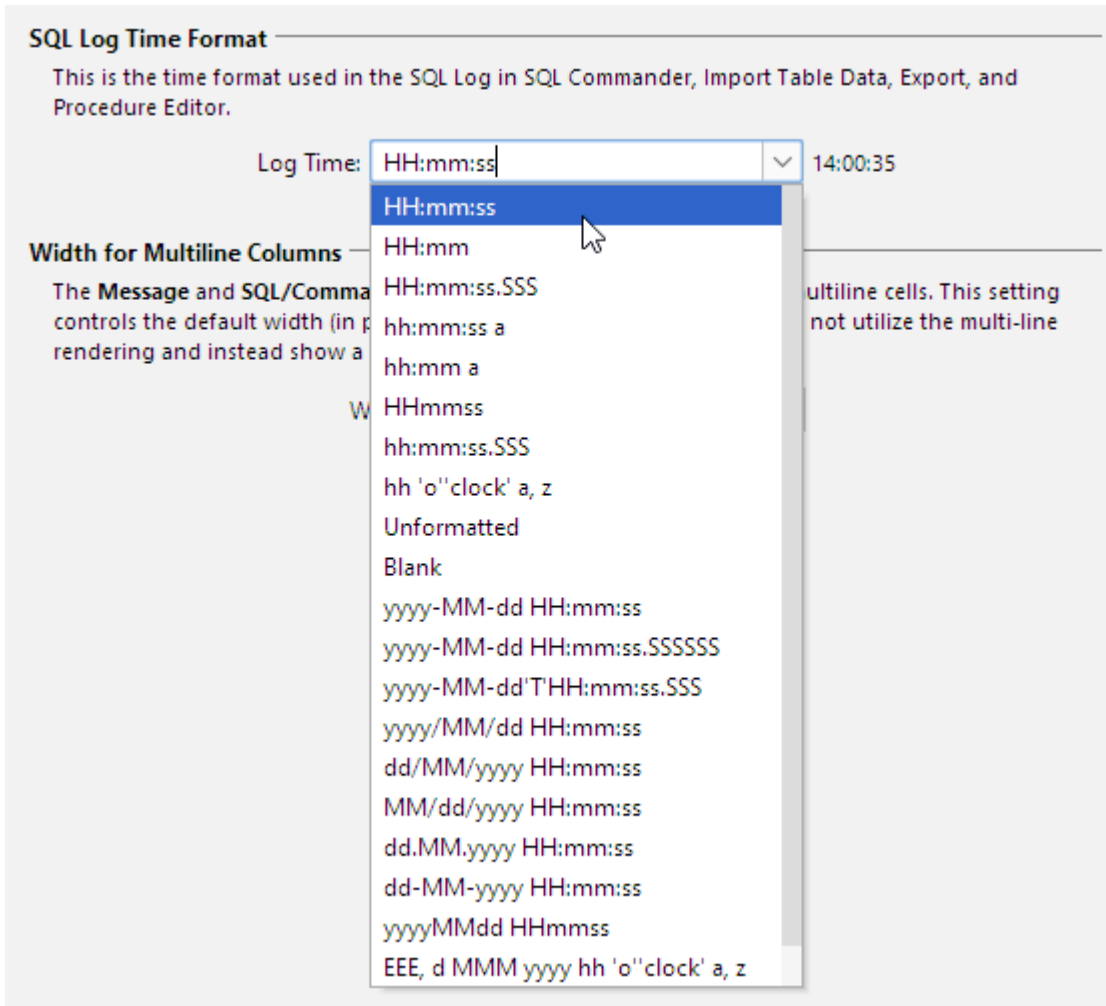 SQL Log Time Format
This is the time format used in the SQL Log in SQL Commander, Import Table Data, Export, and
Procedure Editor.
Log Time: HH:mm:ss 14:00:35
HH:mm:ss
HH:mm
HH:mm:ss.SSS
hh:mm:ss a
hh:mm a
HHmmss
hh:mm:ss.SSS
hh 'o''clock' a, z
Unformatted
Blank
yyyy-MM-dd HH:mm:ss
yyyy-MM-dd HH:mm:ss.SSSSSS
yyyy-MM-dd'T'HH:mm:ss.SSS
yyyy/MM/dd HH:mm:ss
dd/MM/yyyy HH:mm:ss
MM/dd/yyyy HH:mm:ss
dd.MM.yyyy HH:mm:ss
dd-MM-yyyy HH:mm:ss
yyyyMMdd HHmmss
EEE, d MMM yyyy hh 'o''clock' a, z
Width for Multiline Columns
The Message and multiline cells. This setting
controls the default width (in not utilize the multi-line
rendering and instead show a